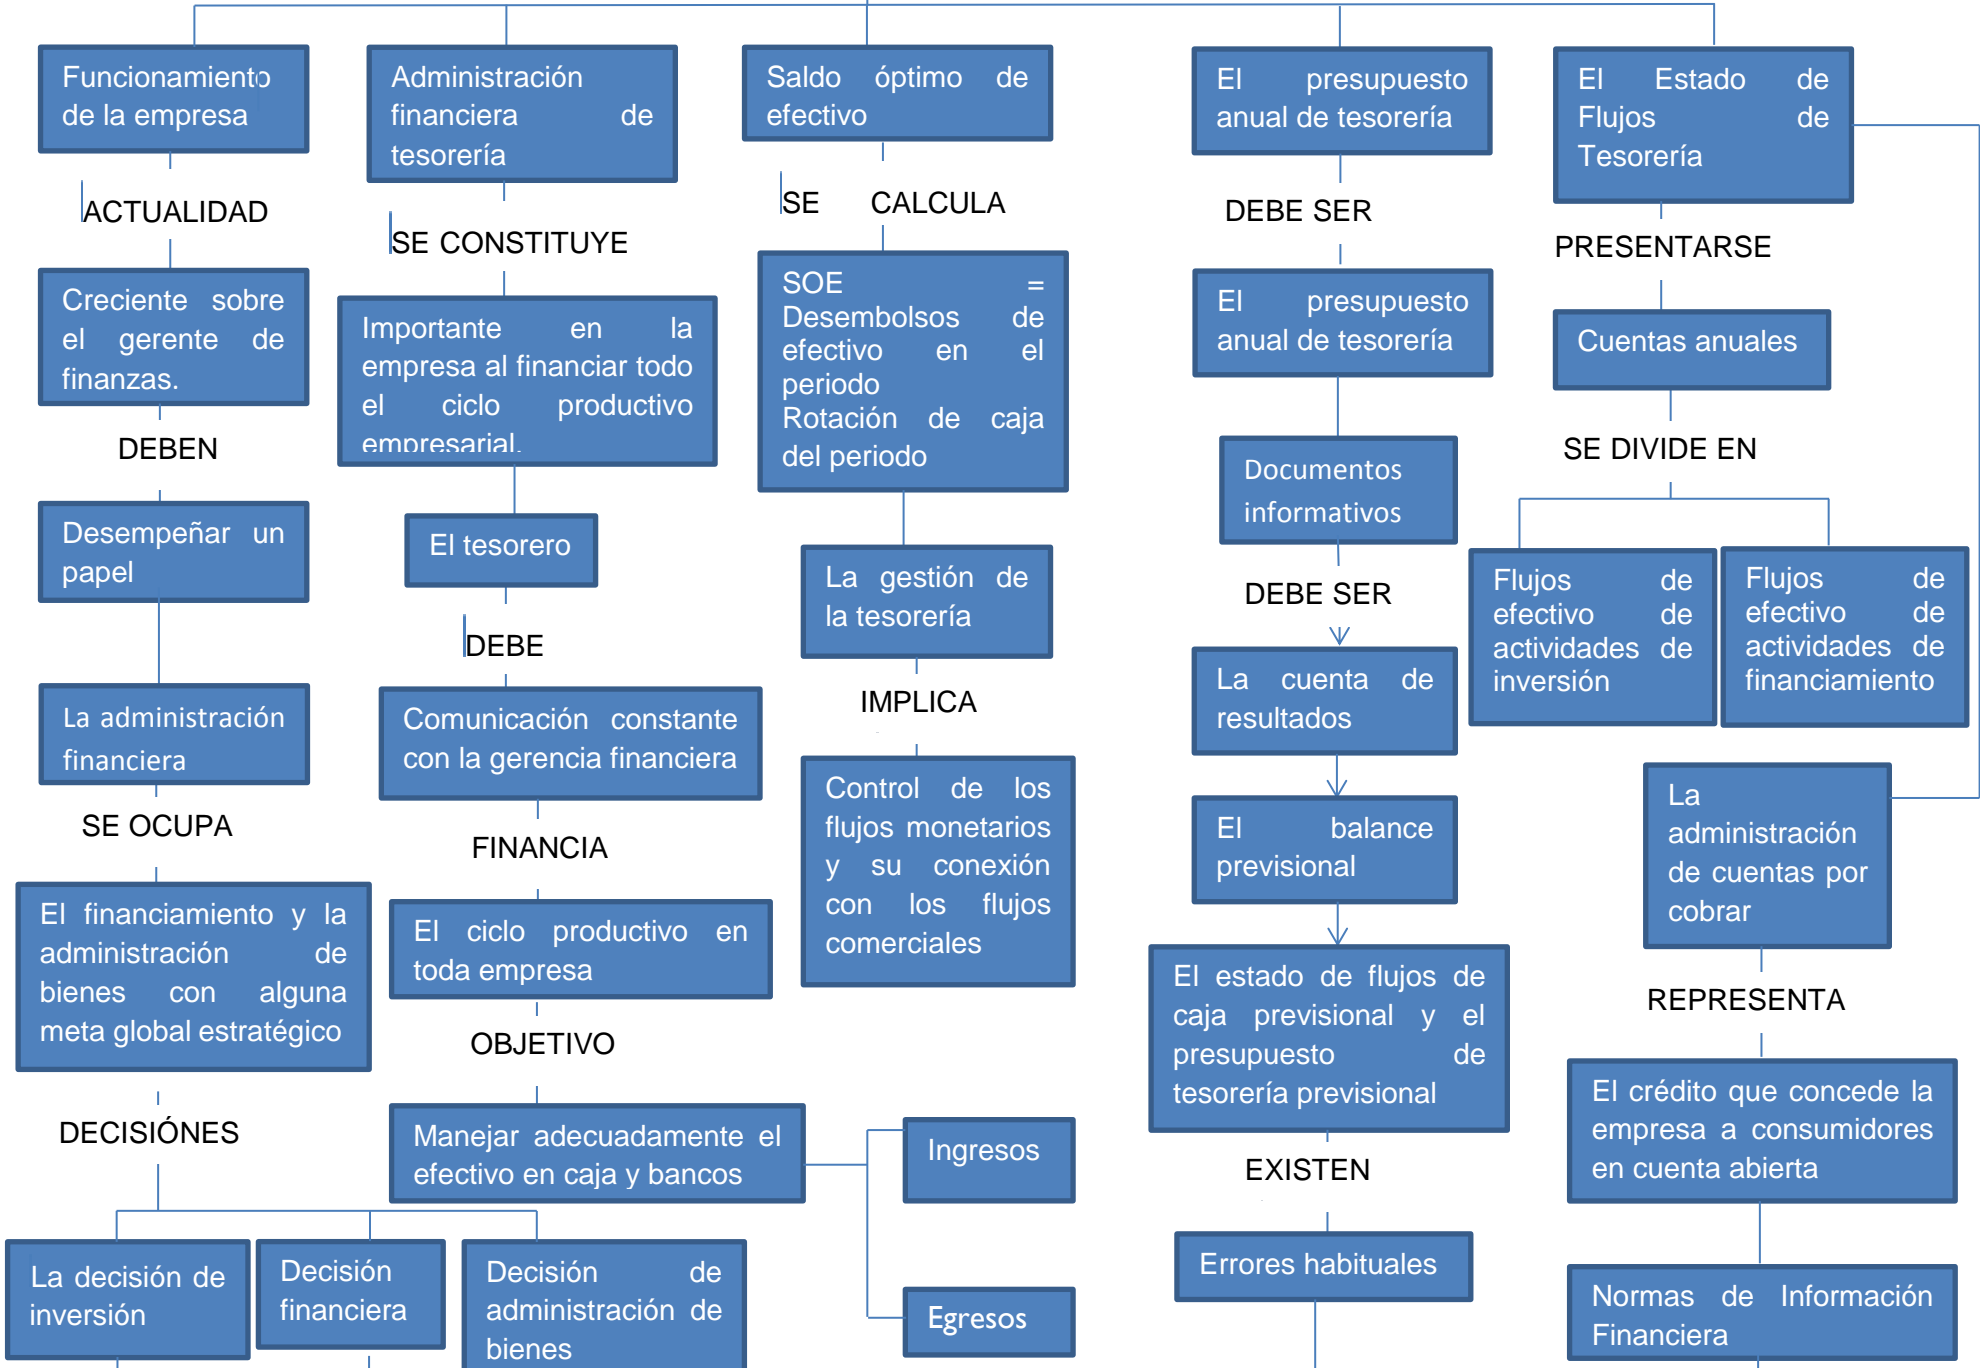 Funcionamiento
de la empresa
ACTUALIDAD
Creciente sobre
el gerente de
finanzas.
DEBEN
Desempeñar un
papel
La administración
financiera
SE OCUPA
El financiamiento y la
administración de
bienes con alguna
meta global estratégico
DECISIÓNES
La decisión de
inversión
Decisión
financiera
Decisión de
administración de
bienes
Administración
financiera de
tesorería
SE CONSTITUYE
Importante en la
empresa al financiar todo
el ciclo productivo
empresarial.
El tesorero
DEBE
Comunicación constante
con la gerencia financiera
FINANCIA
El ciclo productivo en
toda empresa
OBJETIVO
Manejar adecuadamente el
efectivo en caja y bancos
Ingresos
Egresos
Saldo óptimo de
efectivo
SE CALCULA
SOE =
Desembolsos de
efectivo en el
periodo
Rotación de caja
del periodo
La gestión de
la tesorería
IMPLICA
Control de los
flujos monetarios
y su conexión
con los flujos
comerciales
El presupuesto
anual de tesorería
DEBE SER
El presupuesto
anual de tesorería
Documentos
informativos
DEBE SER
La cuenta de
resultados
El balance
previsional
El estado de flujos de
caja previsional y el
presupuesto de
tesorería previsional
EXISTEN
Errores habituales
El Estado de
Flujos de
Tesorería
PRESENTARSE
Cuentas anuales
SE DIVIDE EN
Flujos de
efectivo de
actividades de
inversión
Flujos de
efectivo de
actividades de
financiamiento
La
administración
de cuentas por
cobrar
REPRESENTA
El crédito que concede la
empresa a consumidores
en cuenta abierta
Normas de Información
Financiera